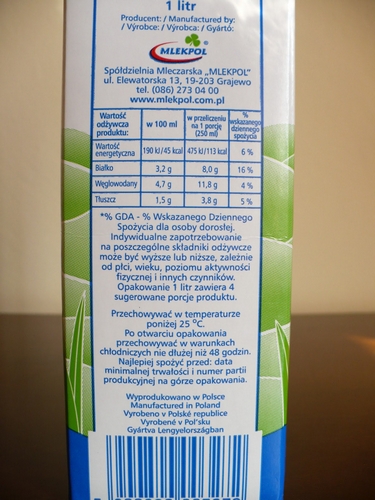 1 litr
Producent: / Manufactured by:
/ Výrobce: / Výrobca: / Gyártó:
MLEKPOL®
Spółdzielnia Mleczarska „MLEKPOL"
ul. Elewatorska 13, 19-203 Grajewo
tel. (086) 273 04 00
www.mlekpol.com.pl
Wartość odżywcza produktu: w 100 ml w przeliczeniu na 1 porcję (250 ml) % wskazanego dziennego spożycia
Wartość energetyczna 190 kJ/45 kcal 475 kJ/113 kcal 6 %
Białko 3,2 g 8,0 g 16 %
Węglowodany 4,7 g 11,8 g 4 %
Tłuszcz 1,5 g 3,8 g 5 %
*% GDA - % Wskazanego Dziennego
Spożycia dla osoby dorosłej.
Indywidualne zapotrzebowanie
na poszczególne składniki odżywcze
może być wyższe lub niższe, zależnie
od płci, wieku, poziomu aktywności
fizycznej i innych czynników.
Opakowanie 1 litr zawiera 4
sugerowane porcje produktu.
Przechowywać w temperaturze
poniżej 25 °C.
Po otwarciu opakowania
przechowywać w warunkach
chłodniczych nie dłużej niż 48 godzin.
Najlepiej spożyć przed: data
minimalnej trwałości i numer partii
produkcyjnej na górze opakowania.
Wyprodukowano w Polsce
Manufactured in Poland
Vyrobeno v Polské republice
Vyrobené v Poľsku
Gyártva Lengyelországban